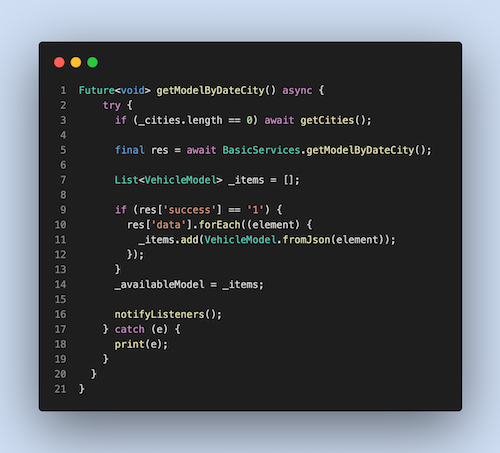 1 Future<void> getModelByDateCity() async {
2     try {
3       if (_cities.length == 0) await getCities();
4
5       final res = await BasicServices.getModelByDateCity();
6
7       List<VehicleModel> _items = [];
8
9       if (res['success'] == '1') {
10         res['data'].forEach((element) {
11           _items.add(VehicleModel.fromJson(element));
12         });
13       }
14       _availableModel = _items;
15
16       notifyListeners();
17     } catch (e) {
18       print(e);
19     }
20   }
21 }